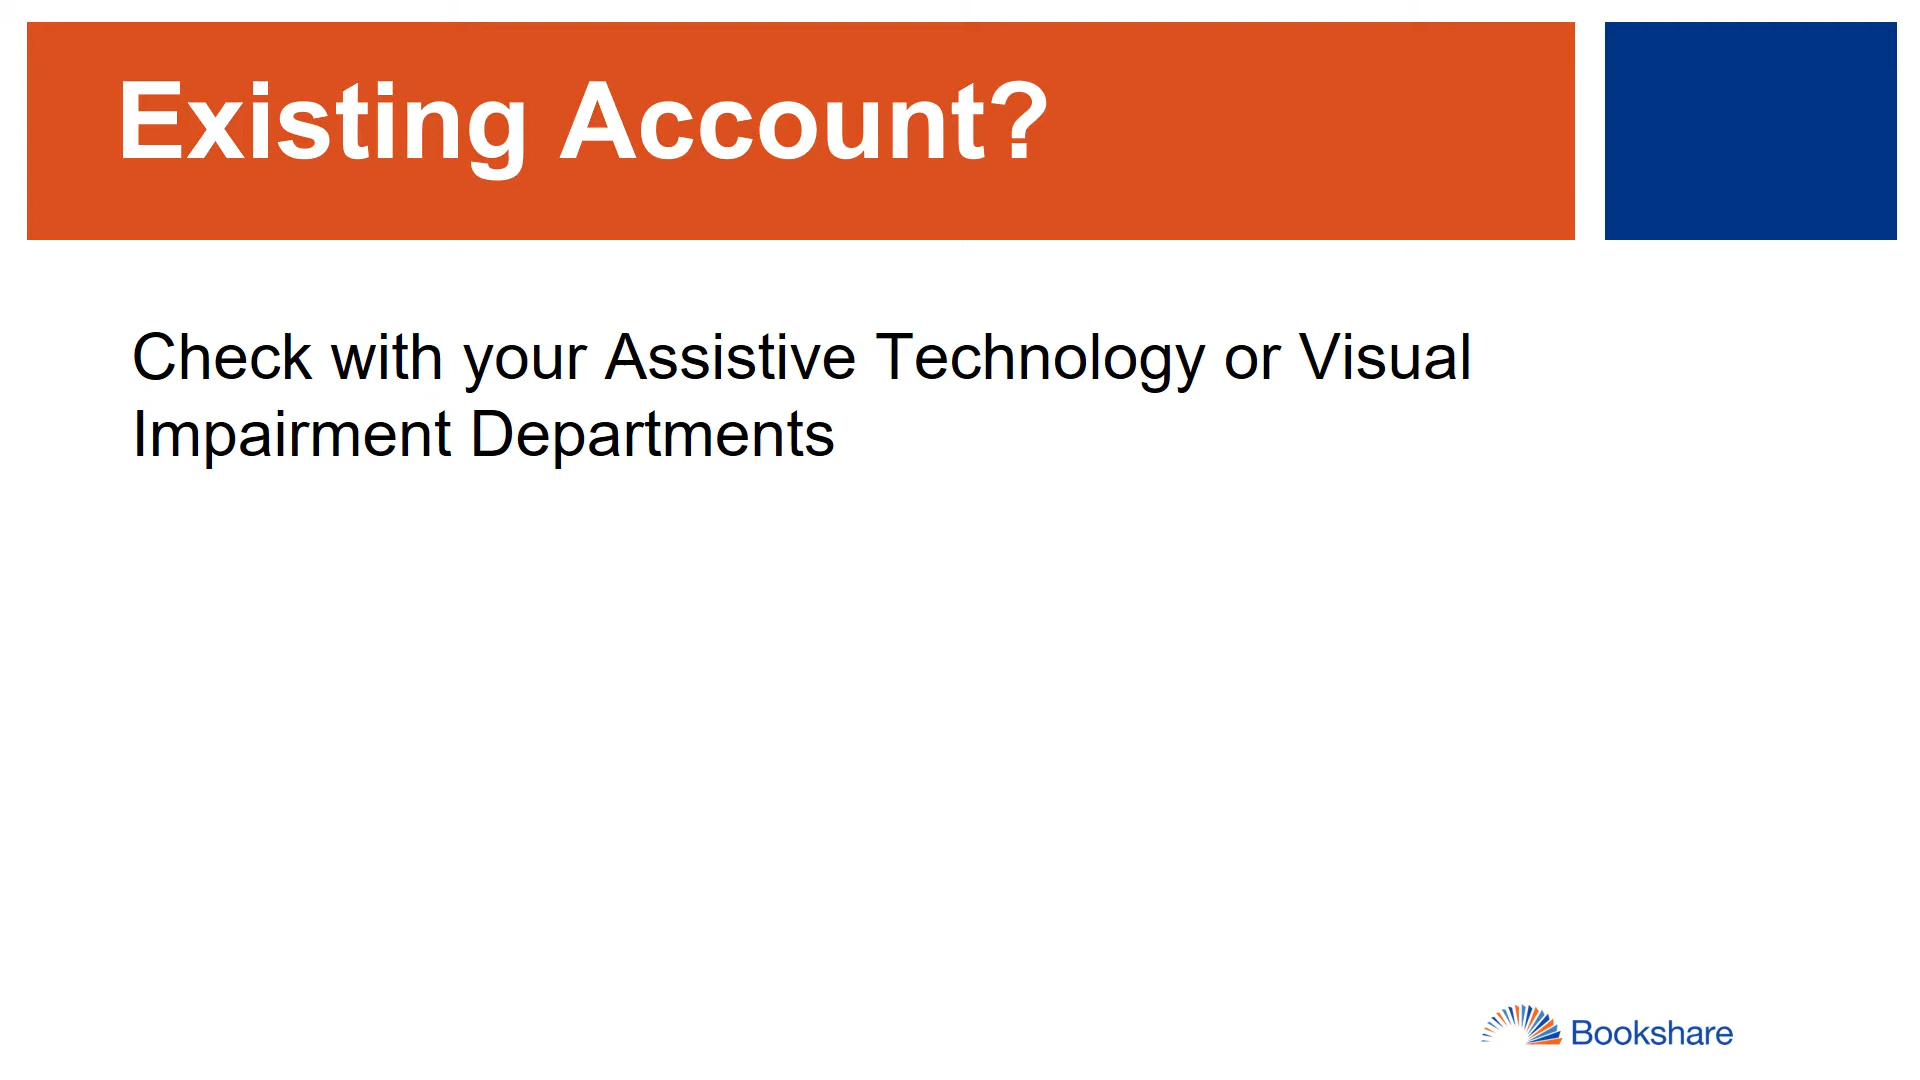 Existing Account?
Check with your Assistive Technology or Visual
Impairment Departments
Bookshare